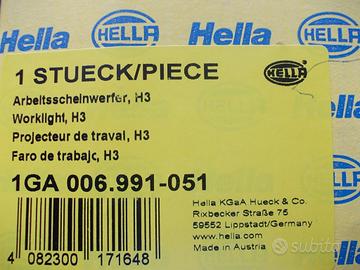 HELLA
Hella
HELLA
Hella
1 STUECK/PIECE
HELLA
Arbeitsscheinwerfer, H3
Worklight, H3
Projecteur de traval, H3
Faro de trabajc, H3
1GA 006.991-051
Hella KGaA Hueck & Co.
Rixbecker Straße 75
59552 Lippstadt/Germany
www.hella.com
Made in Austria
4 082300 171648
Hella
subito